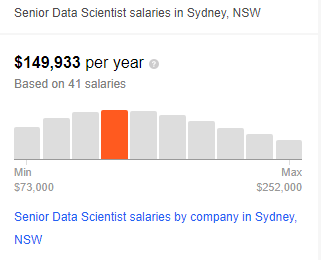 Senior Data Scientist salaries in Sydney, NSW
$149,933 per year ?
Based on 41 salaries
Min Max
$73,000 $252,000
Senior Data Scientist salaries by company in Sydney,
NSW